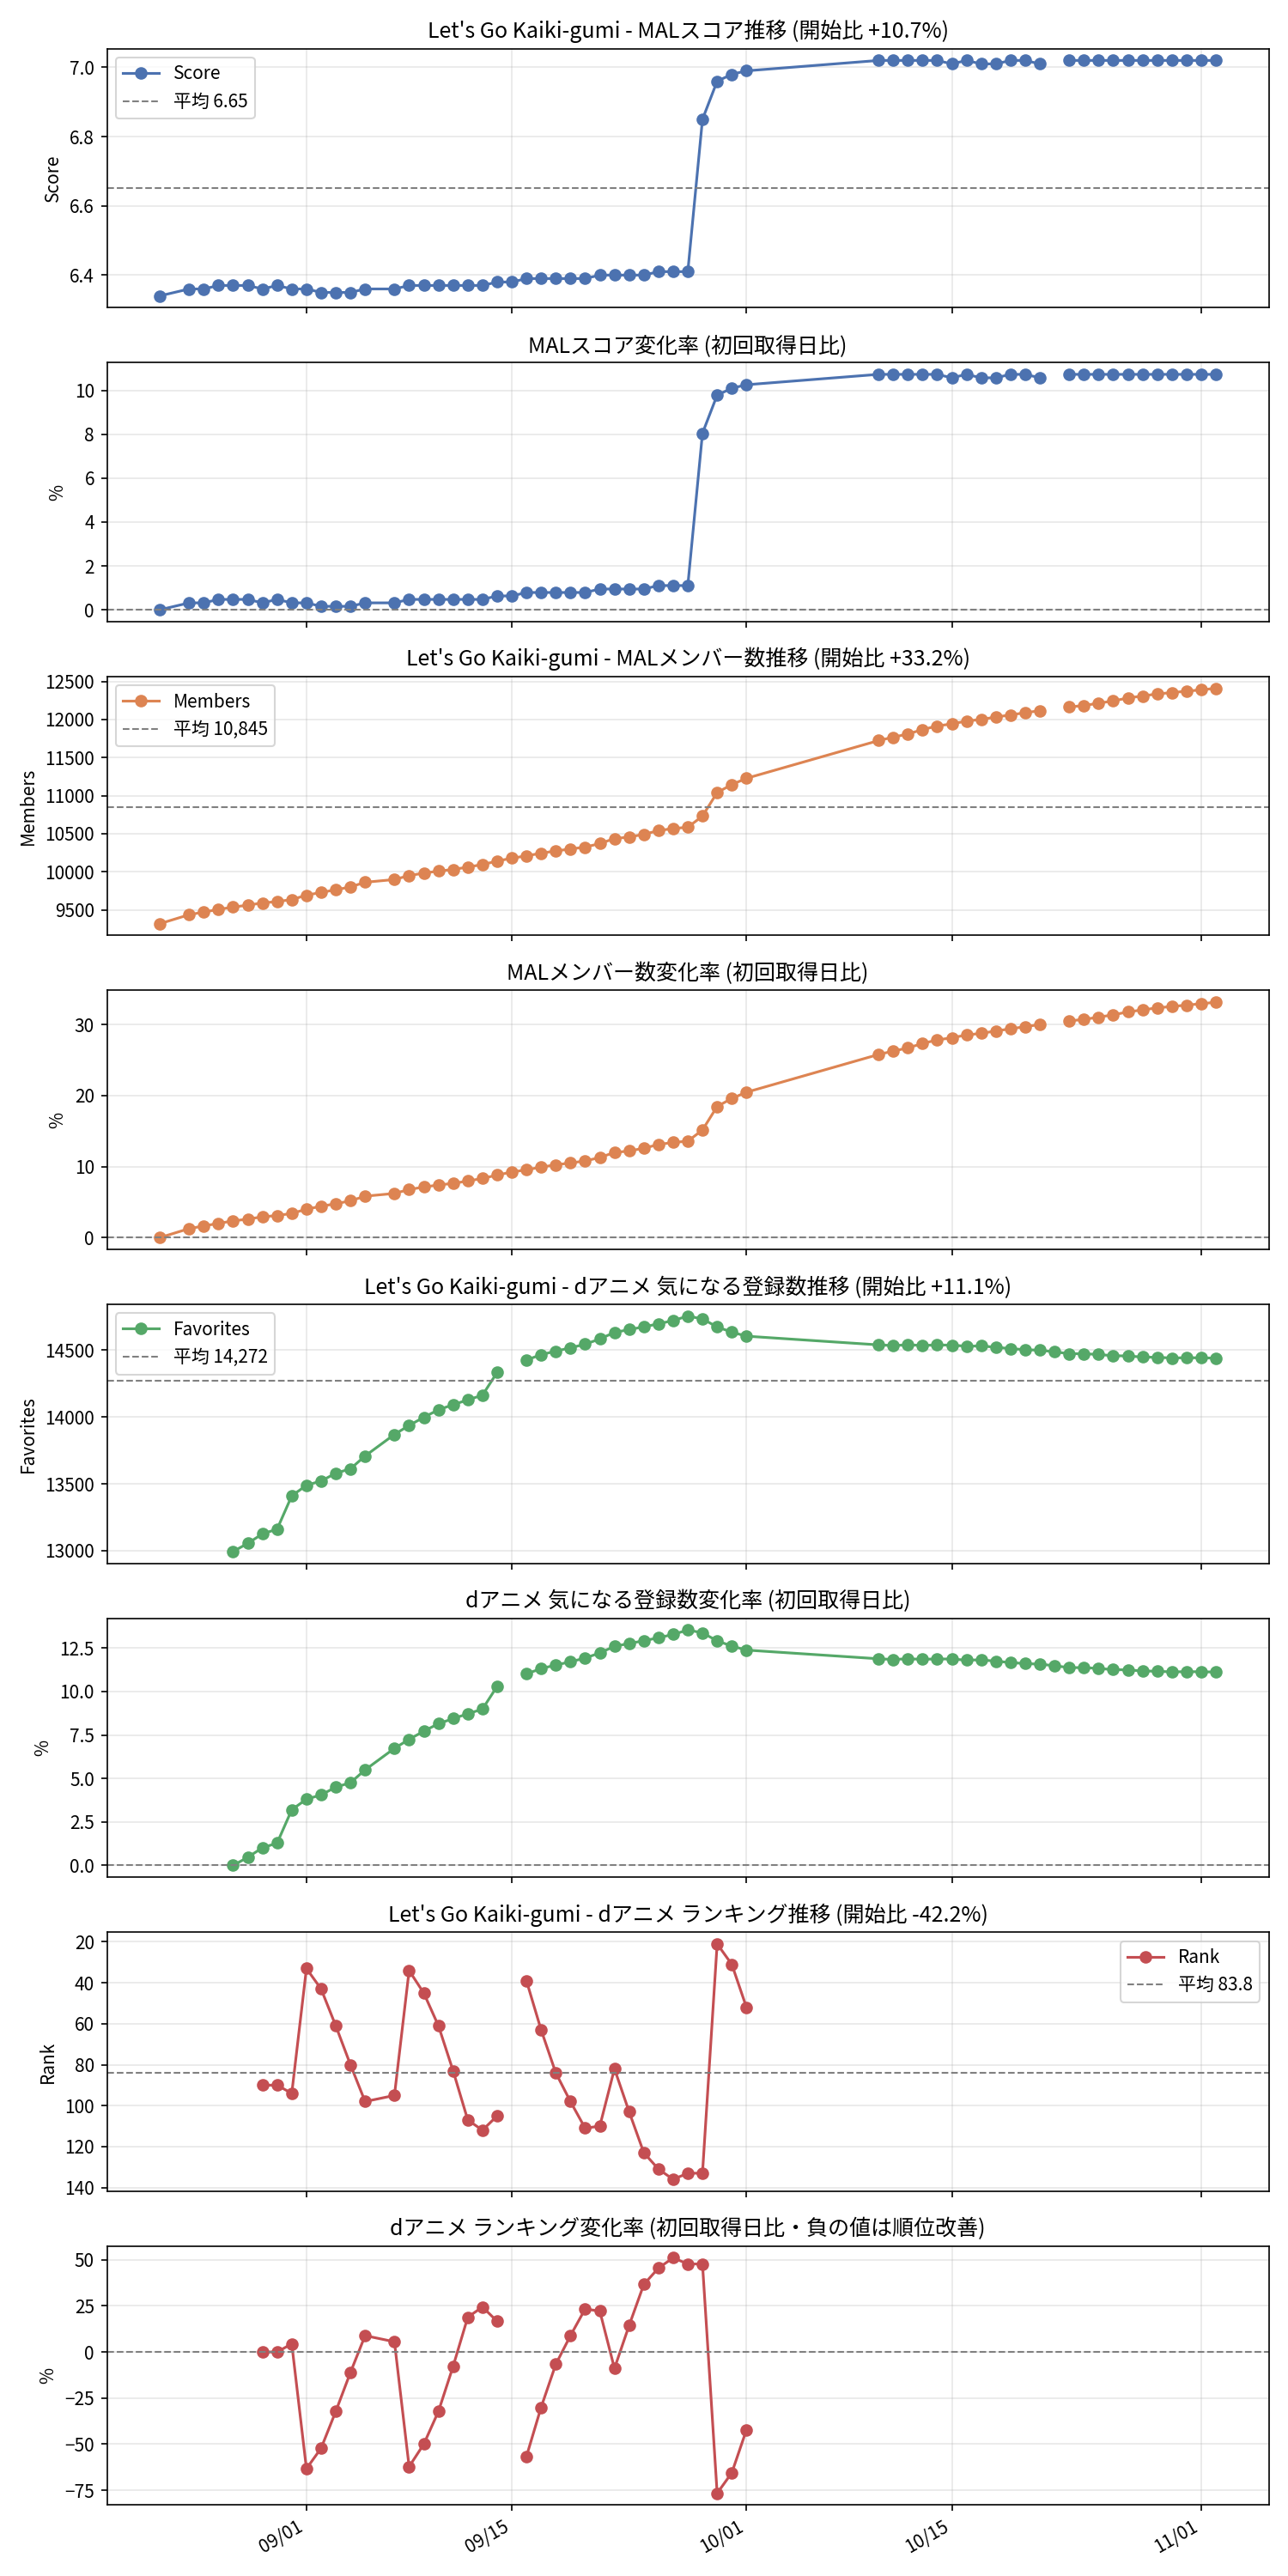 Let's Go Kaiki-gumi - MALスコア推移 (開始比 +10.7%)
Score
平均 6.65
Score
7.0
6.8
6.6
6.4
MALスコア変化率 (初回取得日比)
%
10
8
6
4
2
0
Let's Go Kaiki-gumi - MALメンバー数推移 (開始比 +33.2%)
Members
平均 10,845
Members
12500
12000
11500
11000
10500
10000
9500
MALメンバー数変化率 (初回取得日比)
%
30
20
10
0
Let's Go Kaiki-gumi - dアニメ 気になる登録数推移 (開始比 +11.1%)
Favorites
平均 14,272
Favorites
14500
14000
13500
13000
dアニメ 気になる登録数変化率 (初回取得日比)
%
12.5
10.0
7.5
5.0
2.5
0.0
Let's Go Kaiki-gumi - dアニメ ランキング推移 (開始比 -42.2%)
Rank
平均 83.8
Rank
20
40
60
80
100
120
140
dアニメ ランキング変化率 (初回取得日比・負の値は順位改善)
%
50
25
0
−25
−50
−75
09/01
09/15
10/01
10/15
11/01